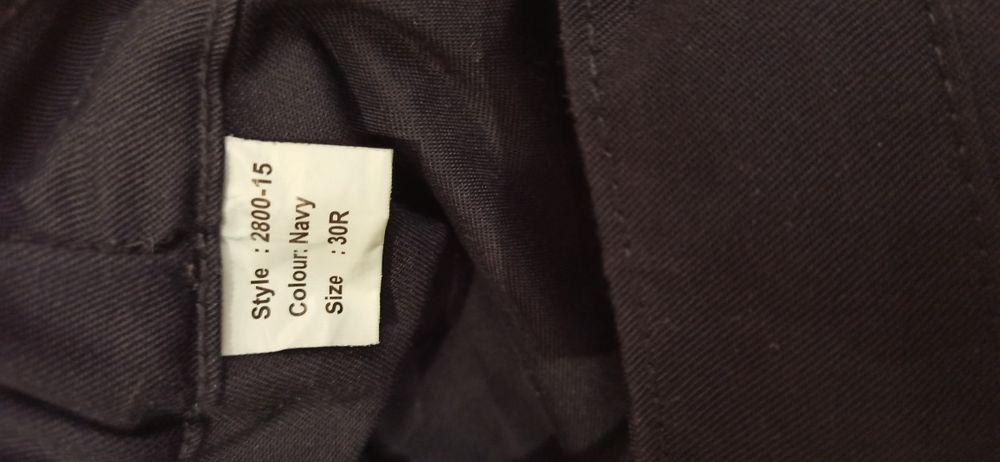 Style : 2800-15
Colour: Navy
Size : 30R